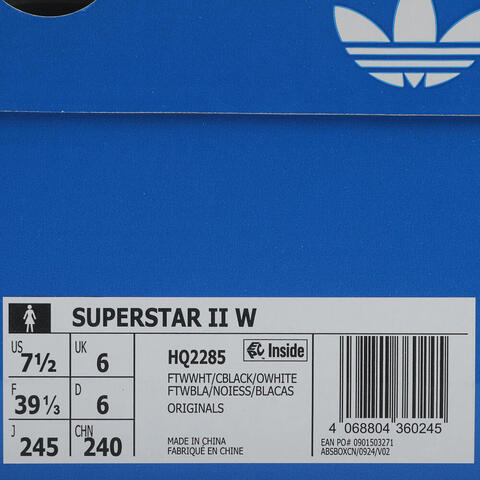 SUPERSTAR II W
US 7½ UK 6
F 39⅓ D 6
J 245 CHN 240
HQ2285 Inside
FTWWHT/CBLACK/OWHITE
FTWBLA/NOIESS/BLACAS
ORIGINALS
MADE IN CHINA
FABRIQUÉ EN CHINE
4 068804 360245
EAN PO# 0901503271
ABSBOXCN/0924/V02